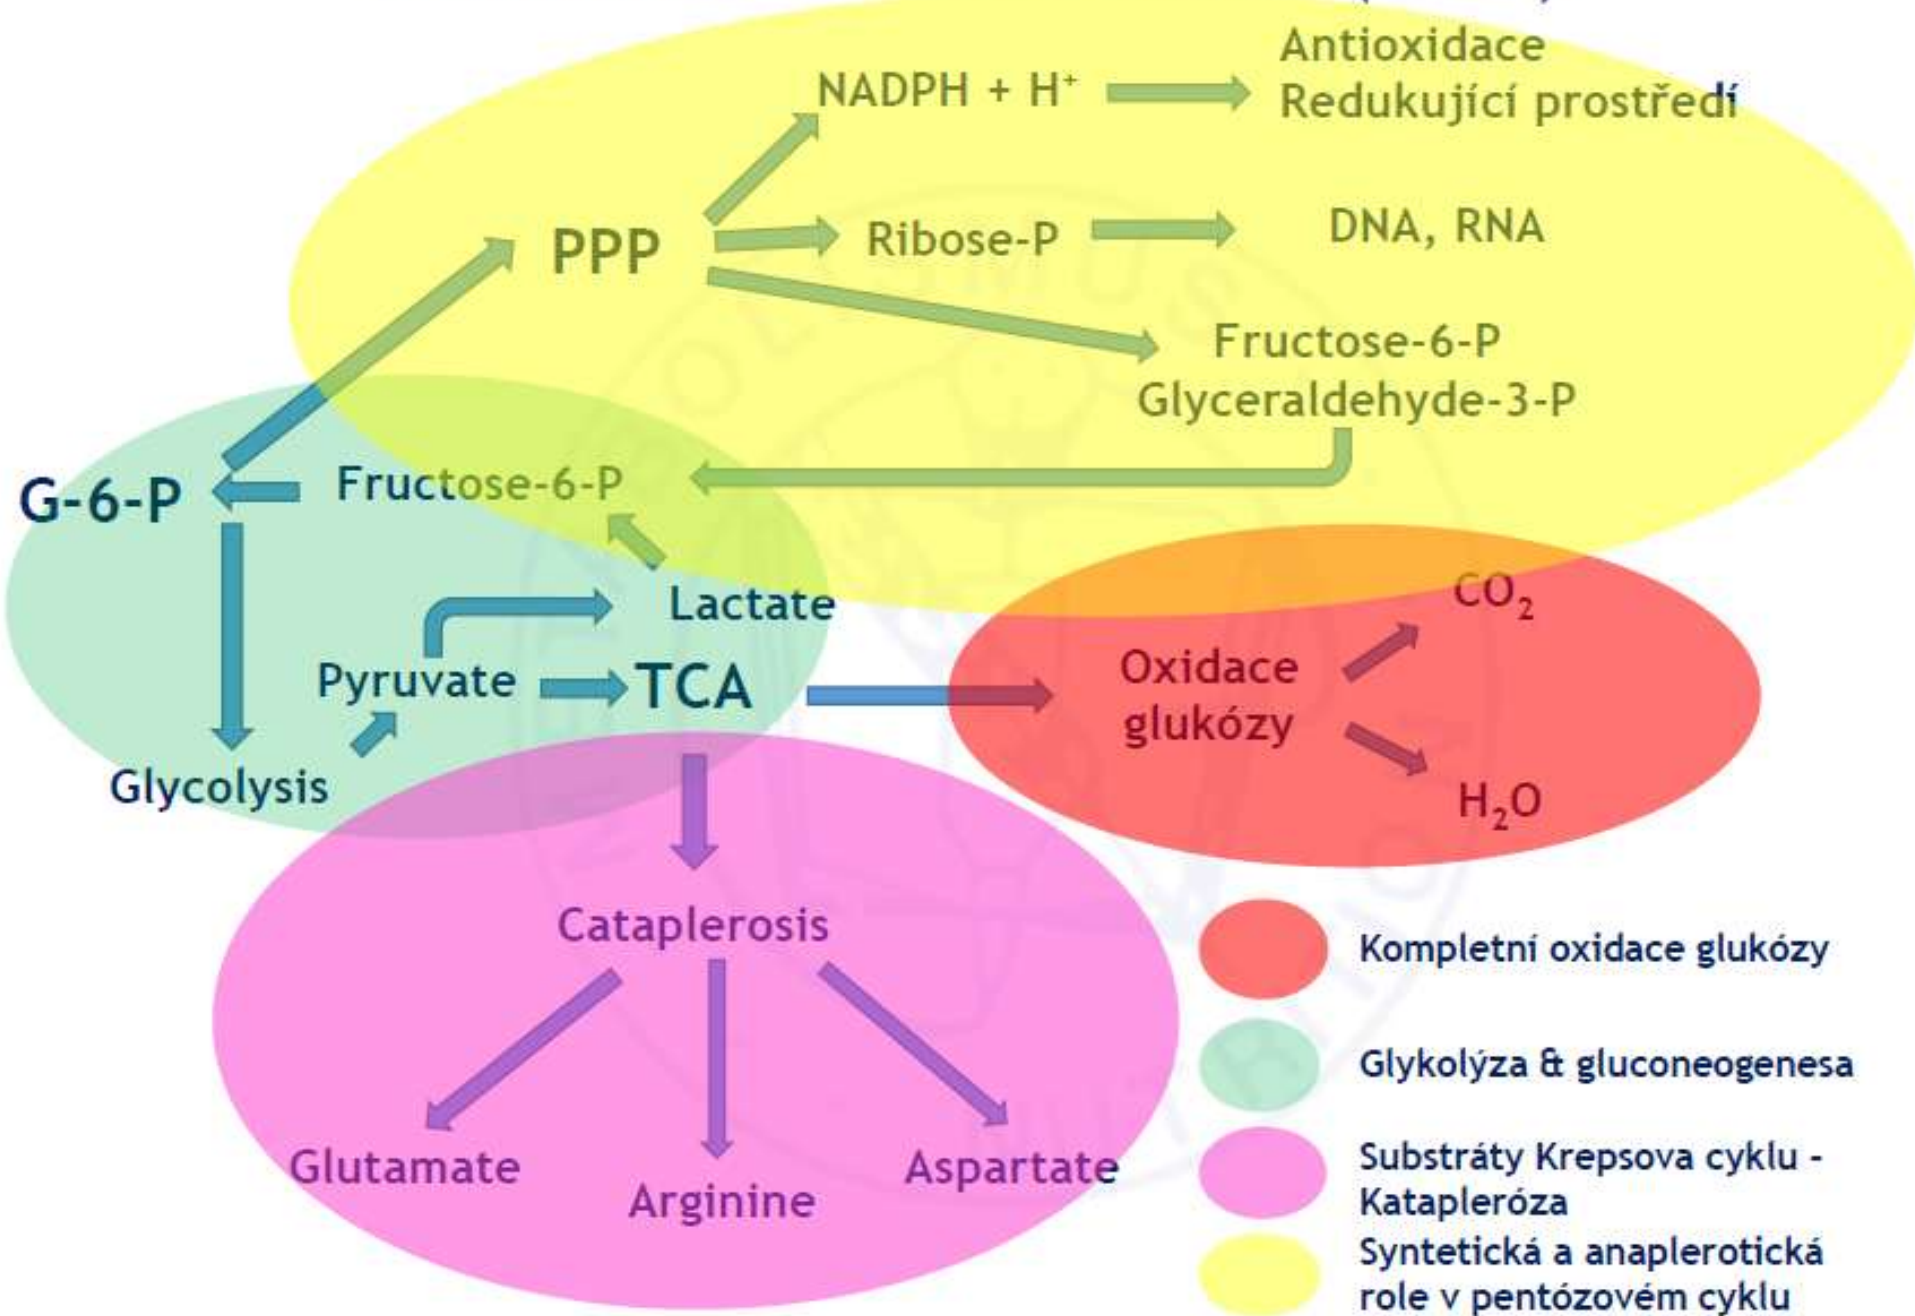 Antioxidace
NADPH + H⁺
Redukující prostředí
PPP
Ribose-P
DNA, RNA
Fructose-6-P
Glyceraldehyde-3-P
G-6-P
Fructose-6-P
Lactate
Pyruvate
TCA
Glycolysis
Oxidace
glukózy
CO₂
H₂O
Cataplerosis
Glutamate
Arginine
Aspartate
Kompletní oxidace glukózy
Glykolýza & gluconeogenesa
Substráty Krepsova cyklu -
Katapleróza
Syntetická a anaplerotická
role v pentózovém cyklu